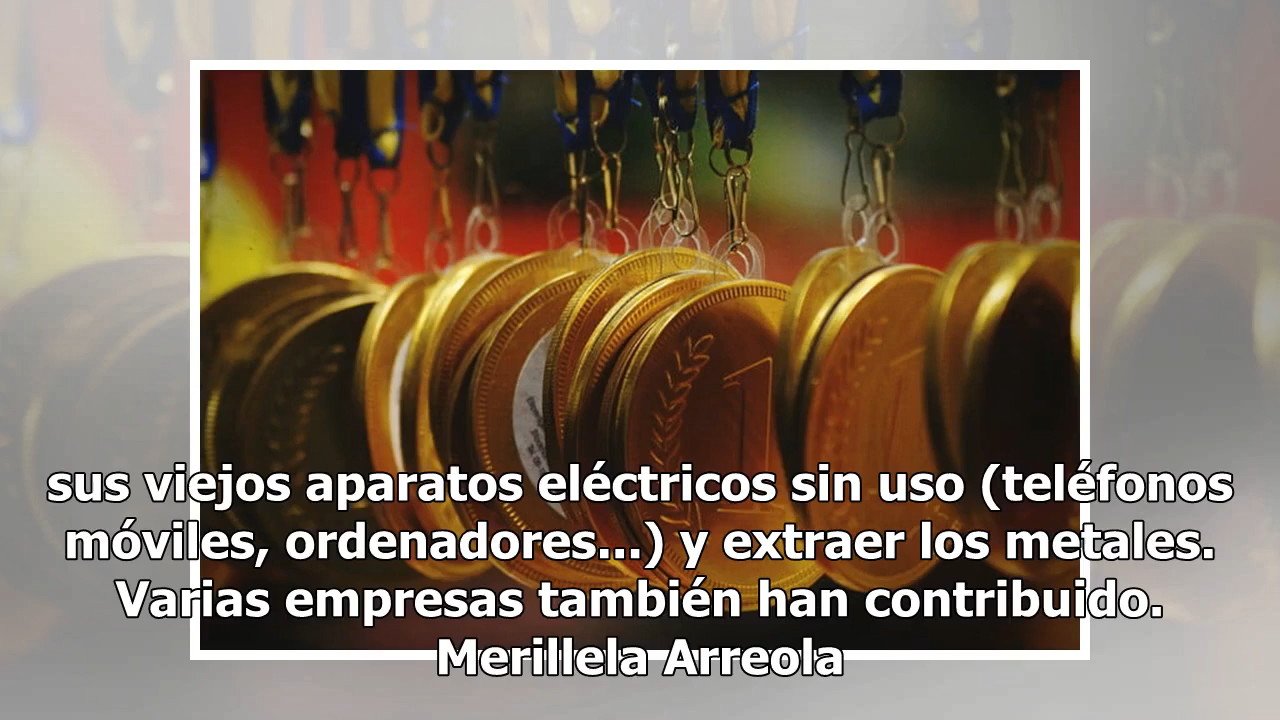 sus viejos aparatos eléctricos sin uso (teléfonos
móviles, ordenadores...) y extraer los metales.
Varias empresas también han contribuido.
Merillela Arreola
1